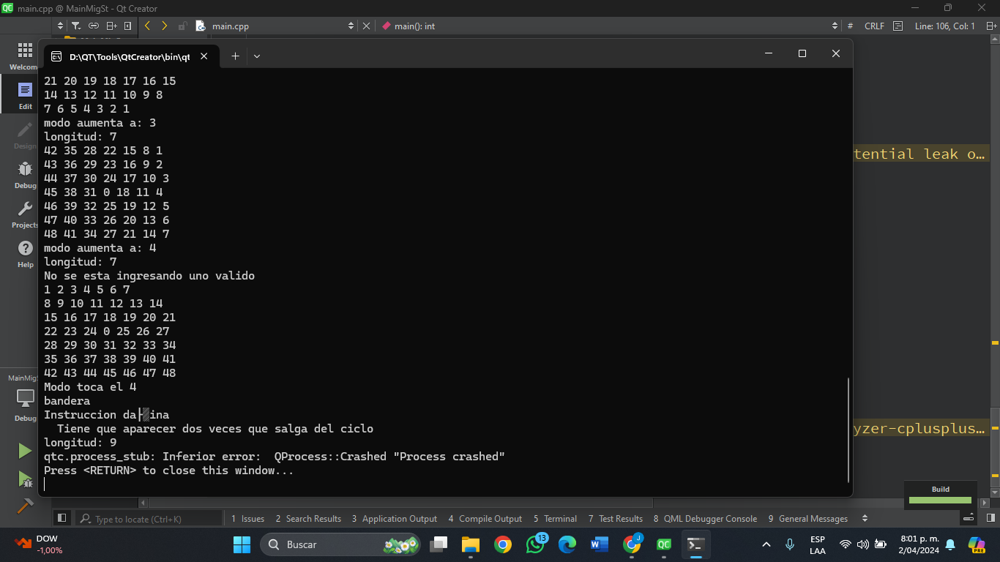 main.cpp @ MainMigSt - Qt Creator
main.cpp
main(): int
# CRLF Line: 106, Col: 1
D:\QT\Tools\QtCreator\bin\qt
Welcom
Edit
Design
Debug
Projects
Help
MainMigS
Debug
21 20 19 18 17 16 15
14 13 12 11 10 9 8
7 6 5 4 3 2 1
modo aumenta a: 3
longitud: 7
42 35 28 22 15 8 1
43 36 29 23 16 9 2
44 37 30 24 17 10 3
45 38 31 0 18 11 4
46 39 32 25 19 12 5
47 40 33 26 20 13 6
48 41 34 27 21 14 7
modo aumenta a: 4
longitud: 7
No se esta ingresando uno valido
1 2 3 4 5 6 7
8 9 10 11 12 13 14
15 16 17 18 19 20 21
22 23 24 0 25 26 27
28 29 30 31 32 33 34
35 36 37 38 39 40 41
42 43 44 45 46 47 48
Modo toca el 4
bandera
Instruccion da├▒ina
Tiene que aparecer dos veces que salga del ciclo
longitud: 9
qtc.process_stub: Inferior error:  QProcess::Crashed "Process crashed"
Press <RETURN> to close this window...
tential leak o…
yzer-cplusplus…
Build
Type to locate (Ctrl+K)
1 Issues 2 Search Results 3 Application Output 4 Compile Output 5 Terminal 7 Test Results 8 QML Debugger Console 9 General Messages
DOW
-1,00%
Buscar
13
J
ESP
LAA
8:01 p. m.
2/04/2024
PRE